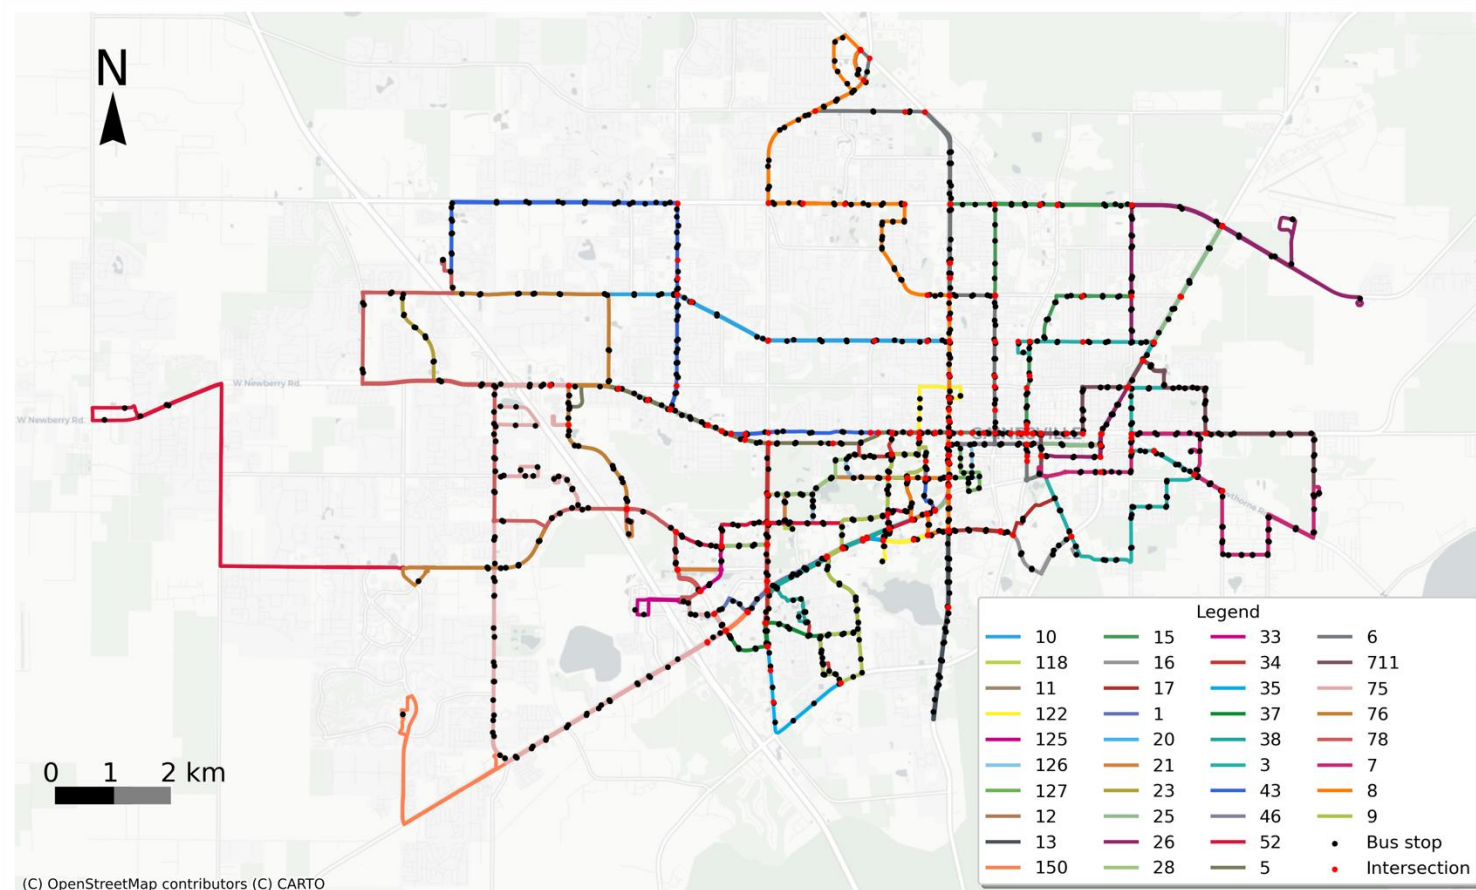 N
W Newberry Rd.
W Newberry Rd.
GAINESVILLE
0 1 2 km
Legend
10 15 33 6
118 16 34 711
11 17 35 75
122 1 37 76
125 20 38 78
126 21 3 7
127 23 43 8
12 25 46 9
13 26 52 Bus stop
150 28 5 Intersection
(C) OpenStreetMap contributors (C) CARTO